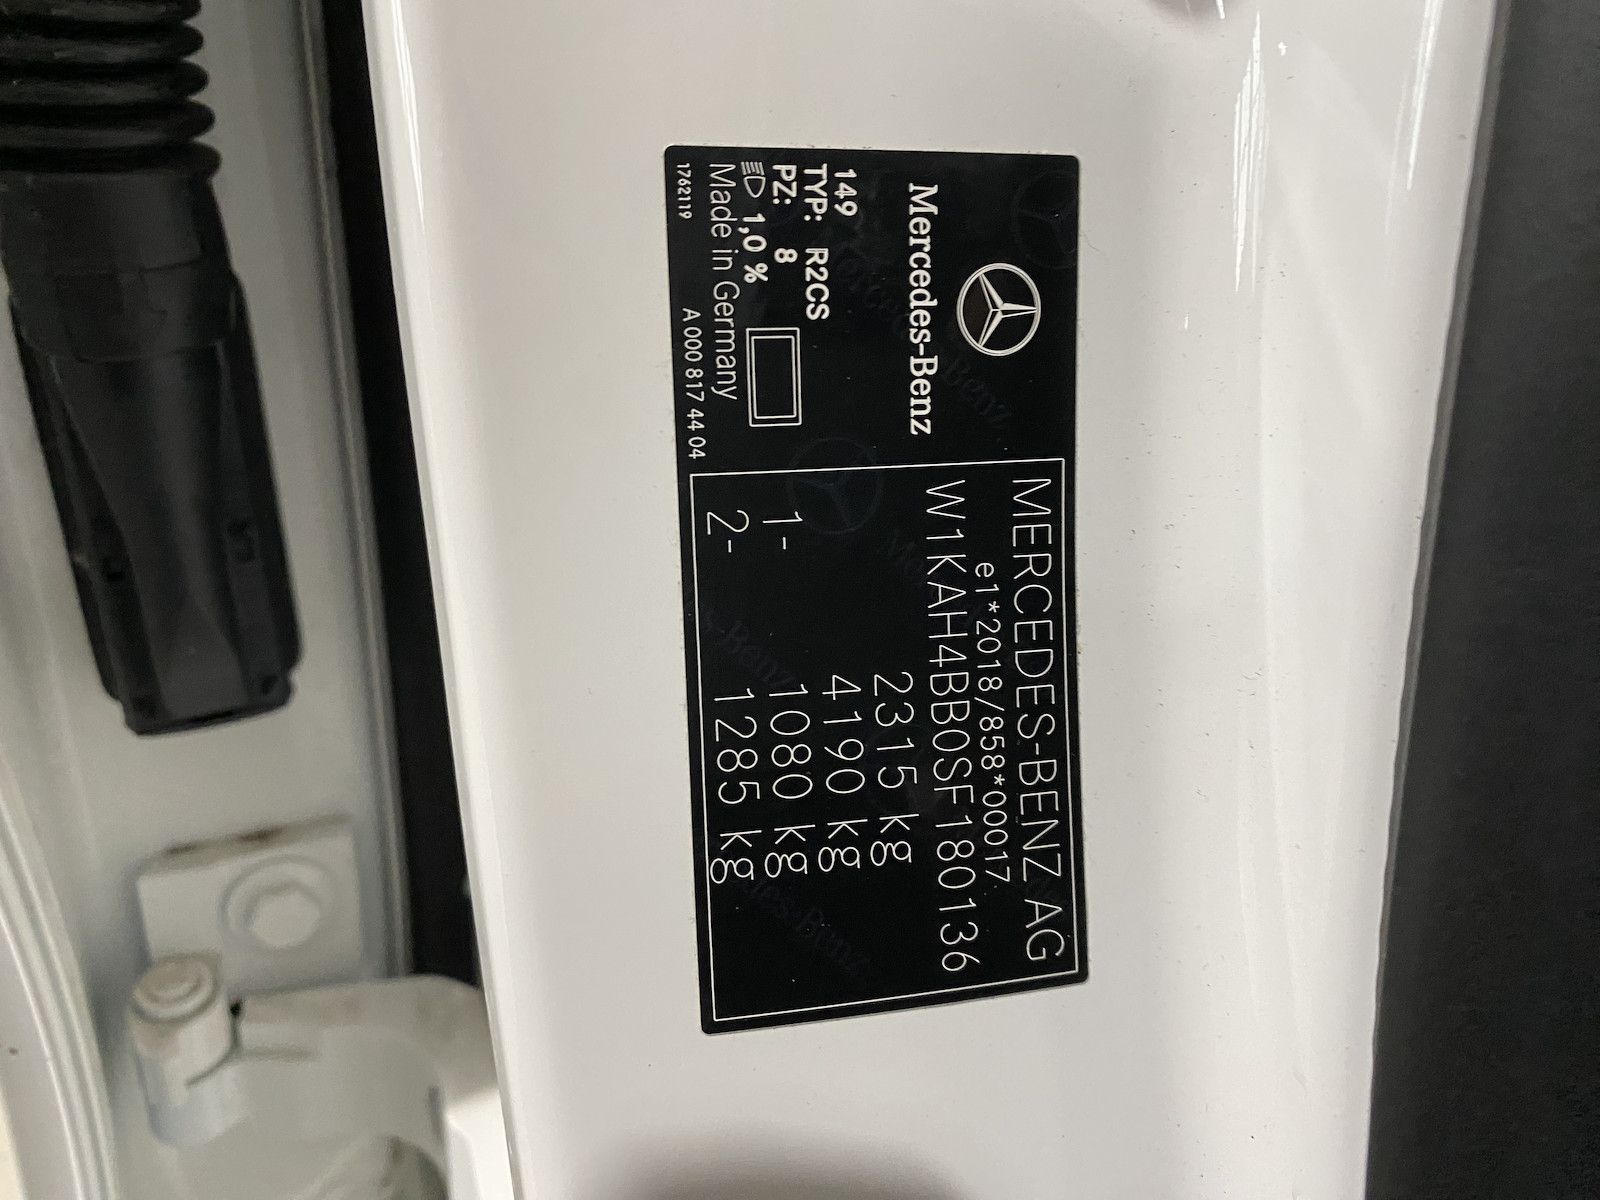 Mercedes-Benz
149
TYP: R2CS
PZ: 8
1,0 %
Made in Germany
1762119 A 000 817 44 04
MERCEDES-BENZ AG
e1*2018/858*00017
W1KAH4BB0SF180136
2315 kg
4190 kg
1- 1080 kg
2- 1285 kg